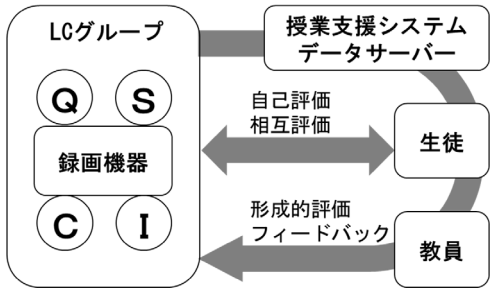 LCグループ
授業支援システム
データサーバー
Q
S
録画機器
C
I
自己評価
相互評価
生徒
形成的評価
フィードバック
教員